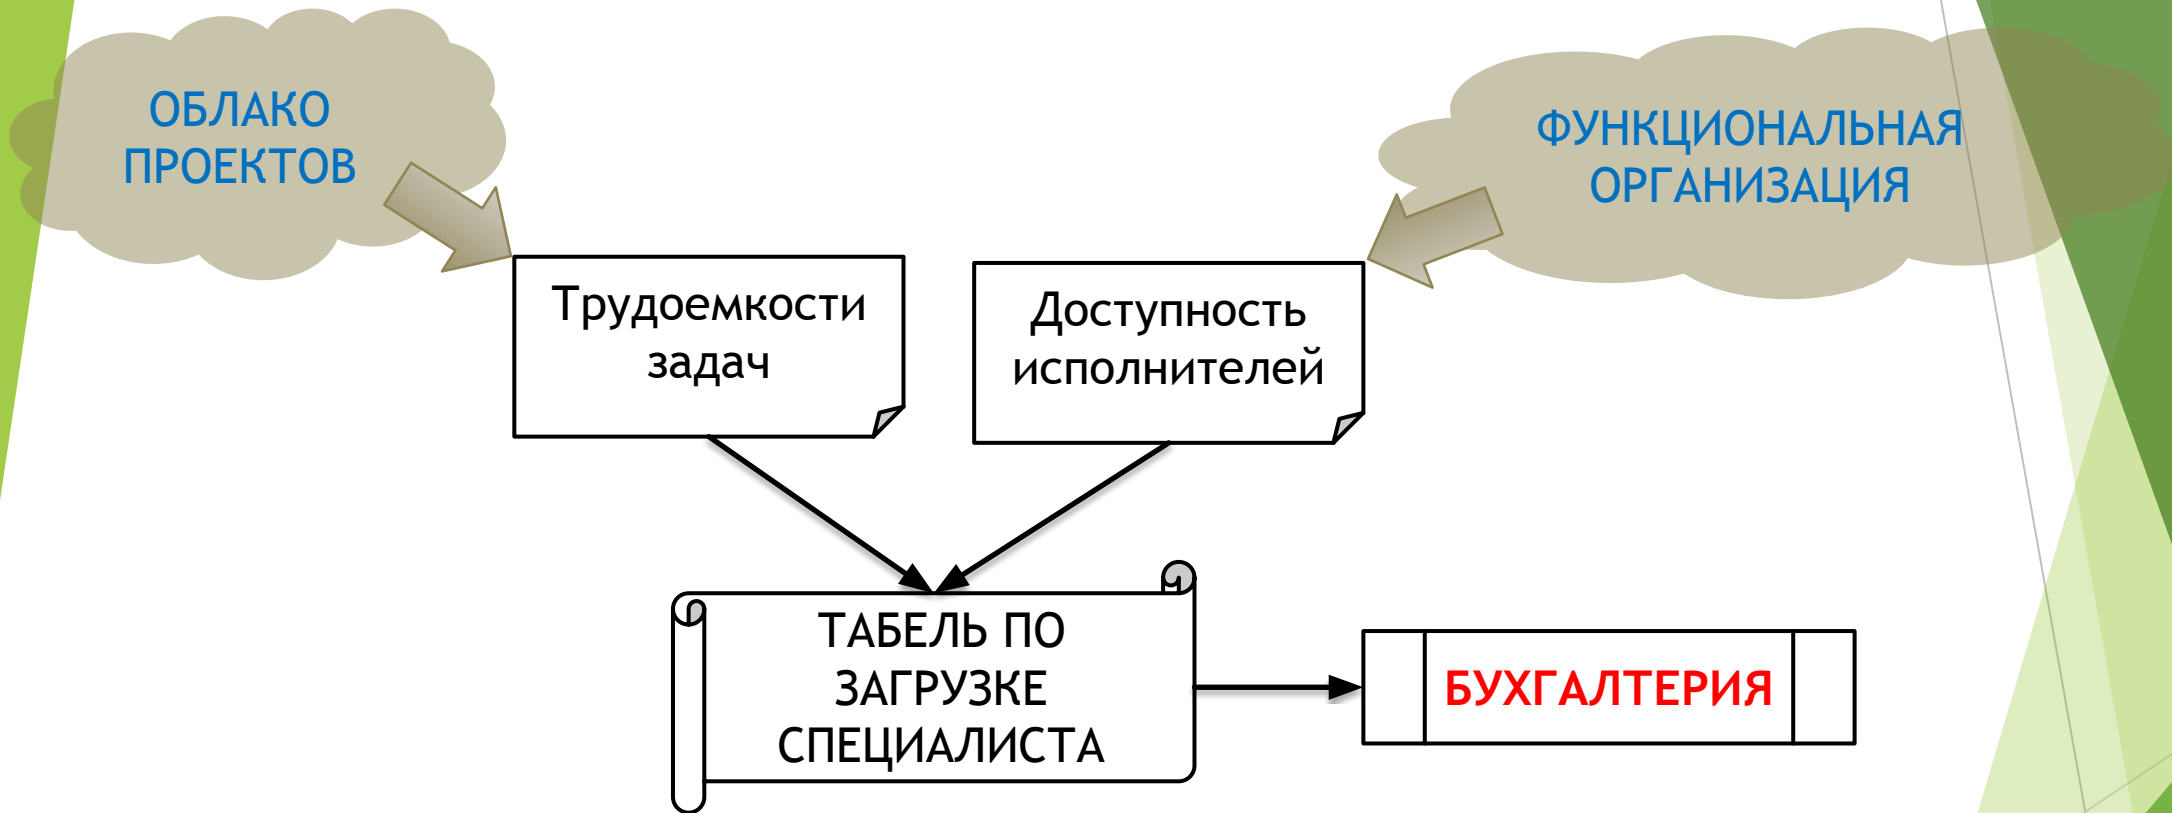 ОБЛАКО
ПРОЕКТОВ
ФУНКЦИОНАЛЬНАЯ
ОРГАНИЗАЦИЯ
Трудоемкости
задач
Доступность
исполнителей
ТАБЕЛЬ ПО
ЗАГРУЗКЕ
СПЕЦИАЛИСТА
БУХГАЛТЕРИЯ